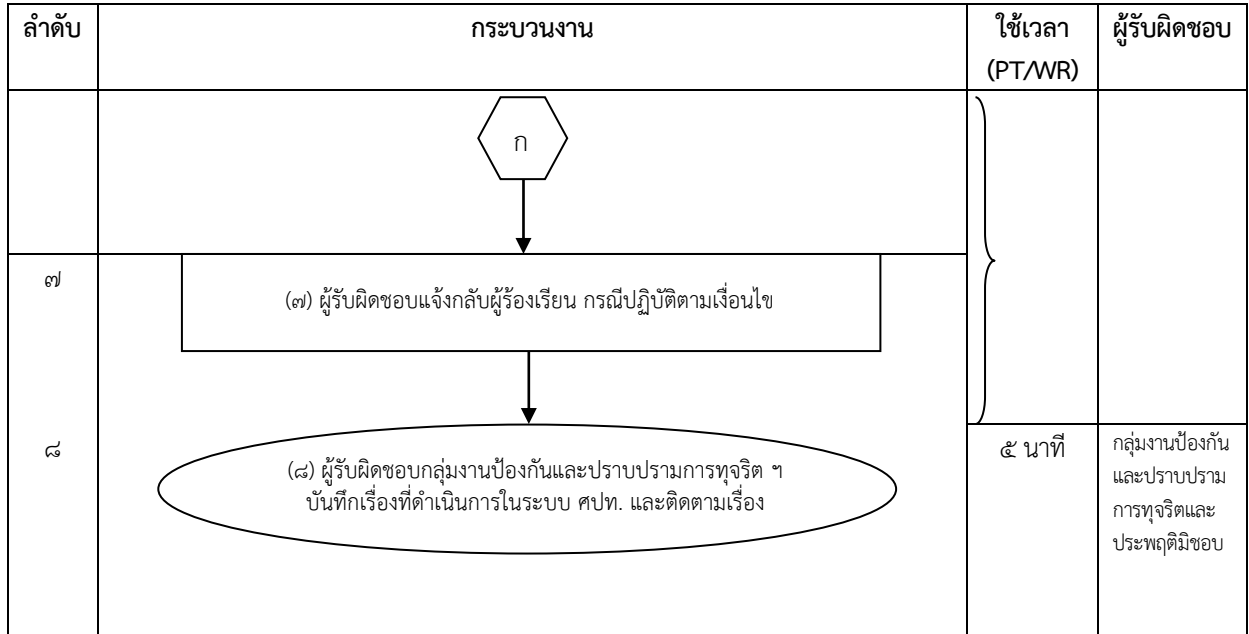 ลำดับ
กระบวนงาน
ใช้เวลา
(PT/WR)
ผู้รับผิดชอบ
ก
๗
(๗) ผู้รับผิดชอบแจ้งกลับผู้ร้องเรียน กรณีปฏิบัติตามเงื่อนไข
๘
(๘) ผู้รับผิดชอบกลุ่มงานป้องกันและปราบปรามการทุจริต ฯ
บันทึกเรื่องที่ดำเนินการในระบบ ศปท. และติดตามเรื่อง
๕ นาที
กลุ่มงานป้องกัน
และปราบปราม
การทุจริตและ
ประพฤติมิชอบ